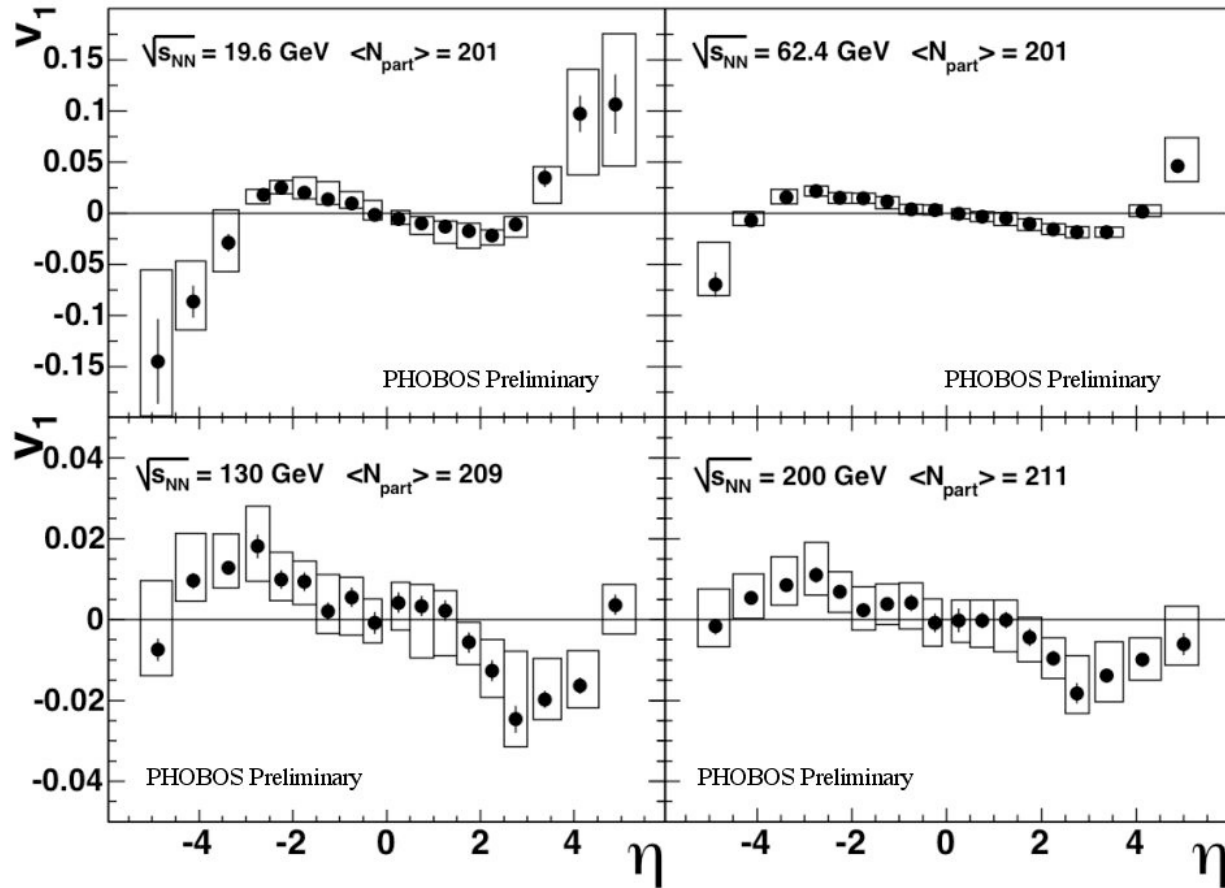 V1
√sNN = 19.6 GeV <Npart> = 201
0.15
0.1
0.05
0
-0.05
-0.1
-0.15
PHOBOS Preliminary
√sNN = 62.4 GeV <Npart> = 201
PHOBOS Preliminary
V1
√sNN = 130 GeV <Npart> = 209
0.04
0.02
0
-0.02
-0.04
PHOBOS Preliminary
-4 -2 0 2 4 η
√sNN = 200 GeV <Npart> = 211
PHOBOS Preliminary
-4 -2 0 2 4 η